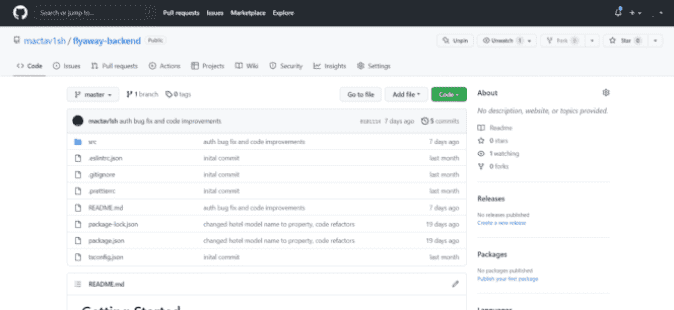 Search or jump to...
Pull requests Issues Marketplace Explore
mactav1sh / flyaway-backend Public
Unpin Unwatch 1 Fork 0 Star 0
Code Issues Pull requests Actions Projects Wiki Security Insights Settings
master 1 branch 0 tags Go to file Add file Code
mactav1sh auth bug fix and code improvements 7 days ago 5 commits
src auth bug fix and code improvements 7 days ago
.eslintrc.json inital commit last month
.gitignore inital commit last month
.prettierrc inital commit last month
README.md auth bug fix and code improvements 7 days ago
package-lock.json changed hotel model name to property, code refactors 19 days ago
package.json changed hotel model name to property, code refactors 19 days ago
tsconfig.json inital commit last month
README.md
Getting Started
About
No description, website, or topics provided.
Readme
0 stars
1 watching
0 forks
Releases
No releases published
Create a new release
Packages
No packages published
Publish your first package
Languages